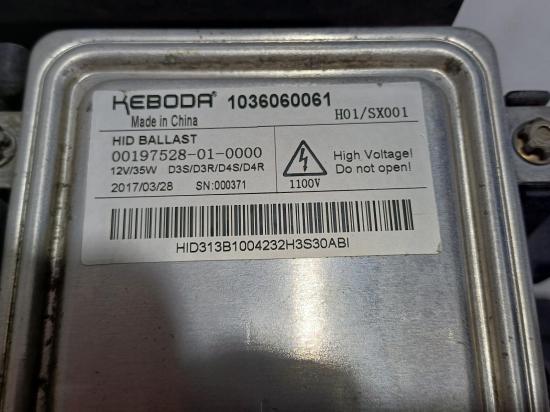 KEBODA 1036060061
Made in China
H01/SX001
HID BALLAST
00197528-01-0000
12V/35W D3S/D3R/D4S/D4R
2017/03/28 SN:000371
1100V
High Voltage!
Do not open!
HID313B1004232H3S30ABI